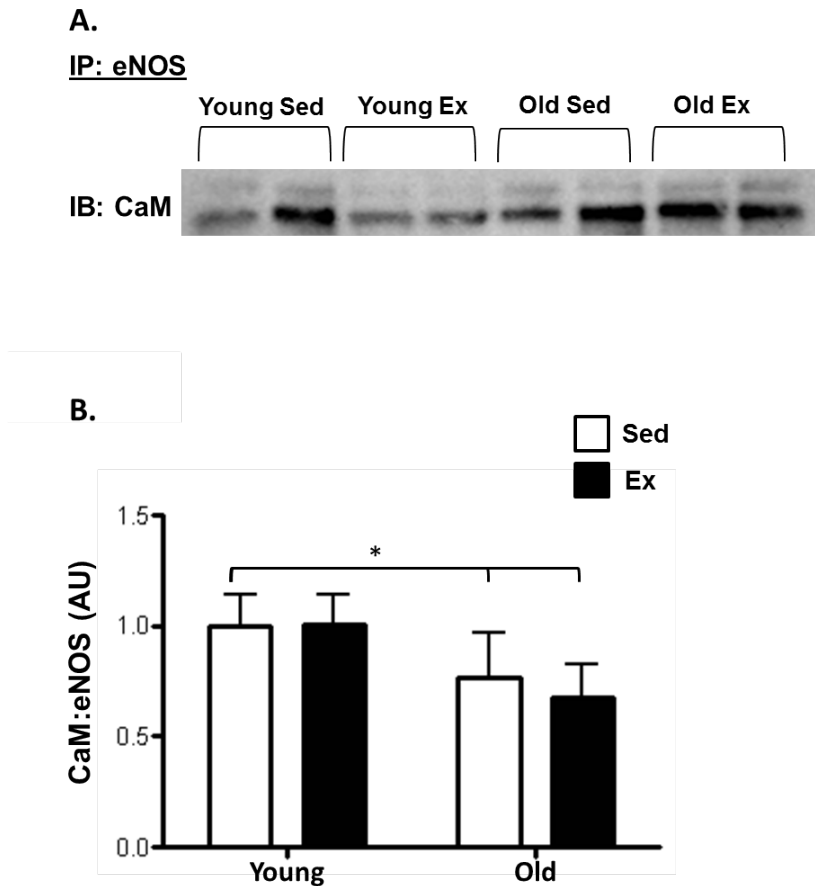 A.
IP: eNOS
Young Sed Young Ex Old Sed Old Ex
IB: CaM
B.
Sed
Ex
1.5
*
1.0
0.5
0.0
CaM:eNOS (AU)
Young Old